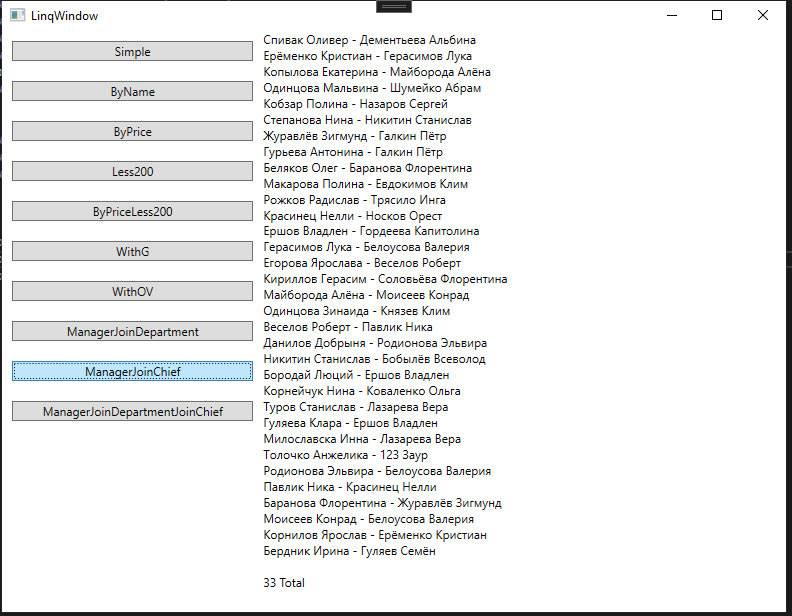 LinqWindow
Simple
ByName
ByPrice
Less200
ByPriceLess200
WithG
WithOV
ManagerJoinDepartment
ManagerJoinChief
ManagerJoinDepartmentJoinChief
Спивак Оливер - Дементьева Альбина
Ерёменко Кристиан - Герасимов Лука
Копылова Екатерина - Майборода Алёна
Одинцова Мальвина - Шумейко Абрам
Кобзар Полина - Назаров Сергей
Степанова Нина - Никитин Станислав
Журавлёв Зигмунд - Галкин Пётр
Гурьева Антонина - Галкин Пётр
Беляков Олег - Баранова Флорентина
Макарова Полина - Евдокимов Клим
Рожков Радислав - Трясило Инга
Красинец Нелли - Носков Орест
Ершов Владлен - Гордеева Капитолина
Герасимов Лука - Белоусова Валерия
Егорова Ярослава - Веселов Роберт
Кириллов Герасим - Соловьёва Флорентина
Майборода Алёна - Моисеев Конрад
Одинцова Зинаида - Князев Клим
Веселов Роберт - Павлик Ника
Данилов Добрыня - Родионова Эльвира
Никитин Станислав - Бобылёв Всеволод
Бородай Люций - Ершов Владлен
Корнейчук Нина - Коваленко Ольга
Туров Станислав - Лазарева Вера
Гуляева Клара - Ершов Владлен
Милославска Инна - Лазарева Вера
Толочко Анжелика - 123 Заур
Родионова Эльвира - Белоусова Валерия
Павлик Ника - Красинец Нелли
Баранова Флорентина - Журавлёв Зигмунд
Моисеев Конрад - Белоусова Валерия
Корнилов Ярослав - Ерёменко Кристиан
Бердник Ирина - Гуляев Семён
33 Total